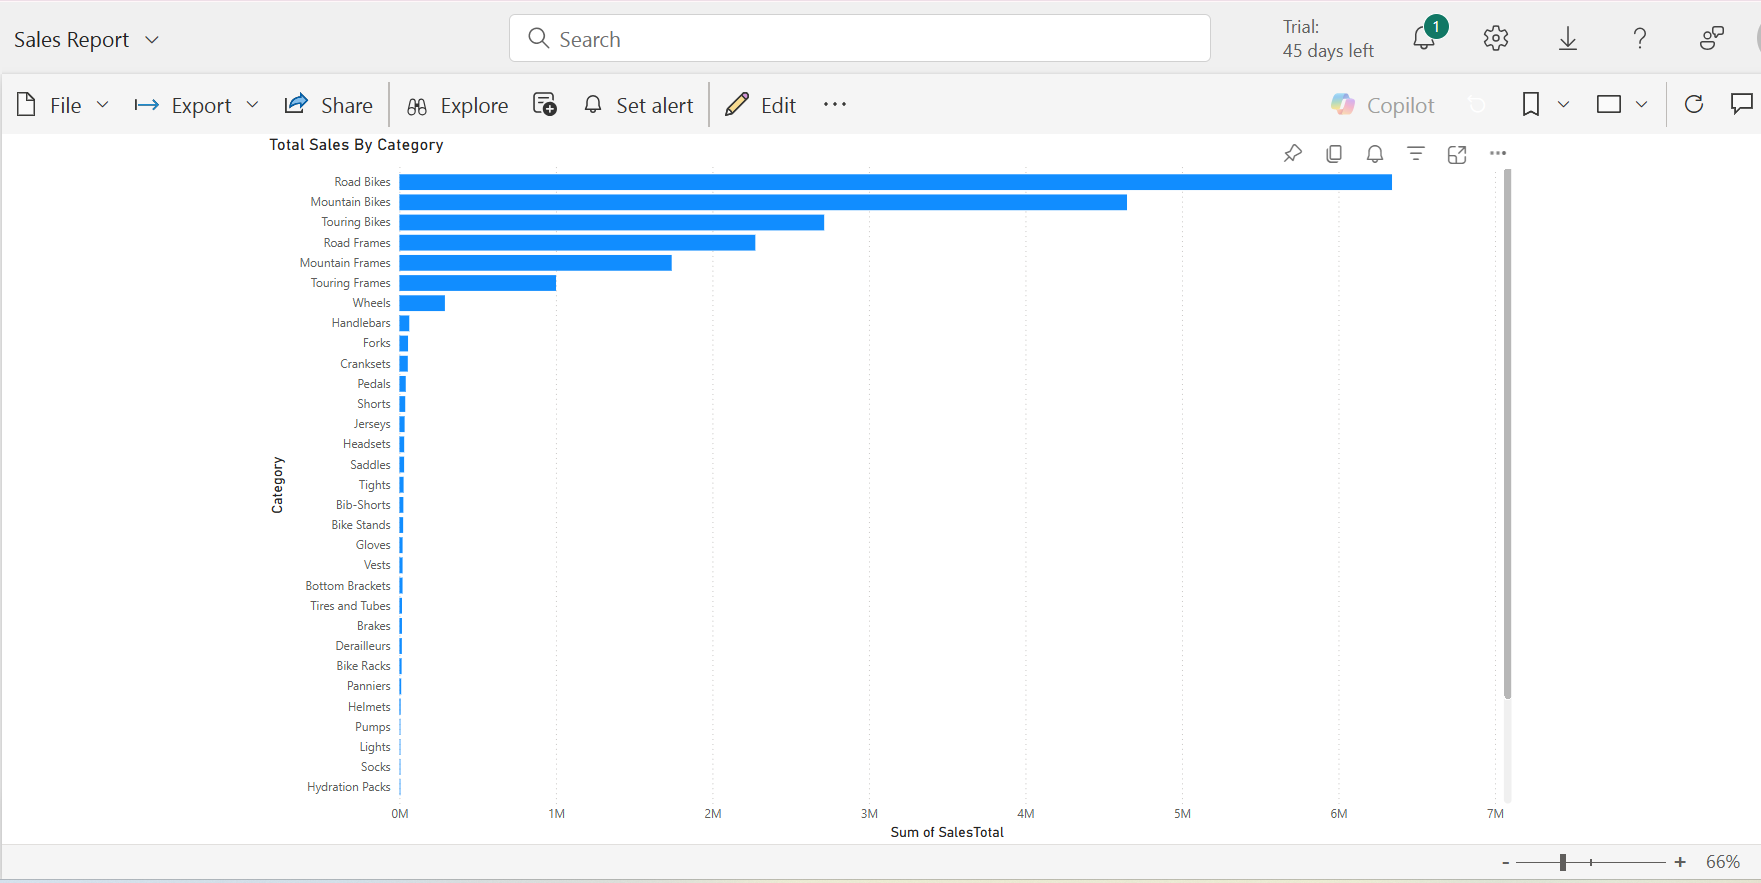 Sales Report
Search
Trial:
45 days left
1
File
Export
Share
Explore
Set alert
Edit
Copilot
Total Sales By Category
Road Bikes
Mountain Bikes
Touring Bikes
Road Frames
Mountain Frames
Touring Frames
Wheels
Handlebars
Forks
Cranksets
Pedals
Shorts
Jerseys
Headsets
Saddles
Tights
Bib-Shorts
Bike Stands
Gloves
Vests
Bottom Brackets
Tires and Tubes
Brakes
Derailleurs
Bike Racks
Panniers
Helmets
Pumps
Lights
Socks
Hydration Packs
Category
0M 1M 2M 3M 4M 5M 6M 7M
Sum of SalesTotal
- + 66%